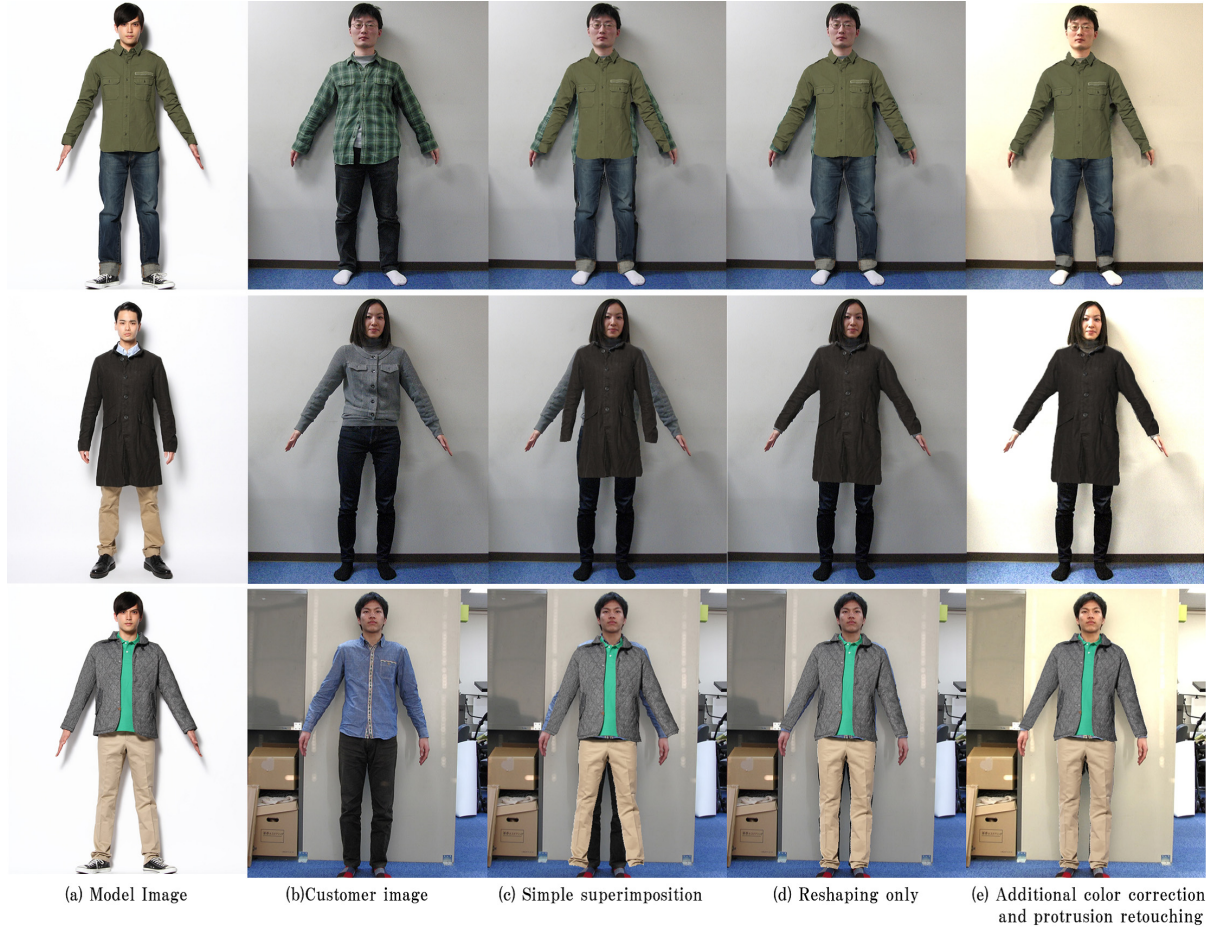 (a) Model Image
(b)Customer image
(c) Simple superimposition
(d) Reshaping only
(e) Additional color correction
and protrusion retouching